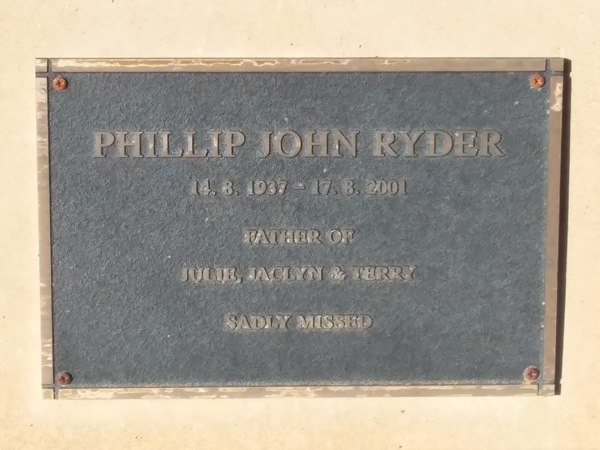 PHILLIP JOHN RYDER
14. 8. 1937 - 17. 8. 2001
FATHER OF
JULIE, JACLYN & TERRY
SADLY MISSED